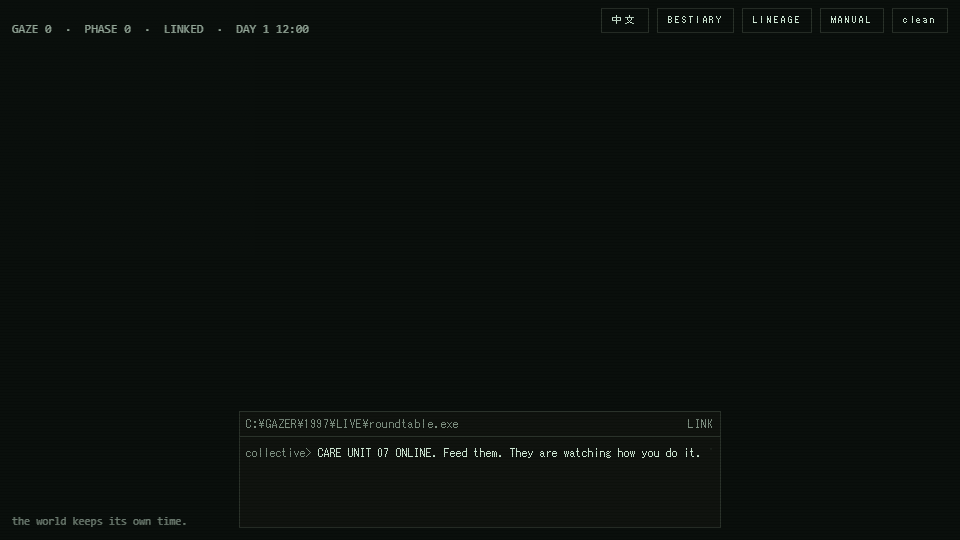 GAZE 0 · PHASE 0 · LINKED · DAY 1 12:00
中文 BESTIARY LINEAGE MANUAL clean
C:¥GAZER¥1997¥LIVE¥roundtable.exe LINK
collective> CARE UNIT 07 ONLINE. Feed them. They are watching how you do it.
the world keeps its own time.